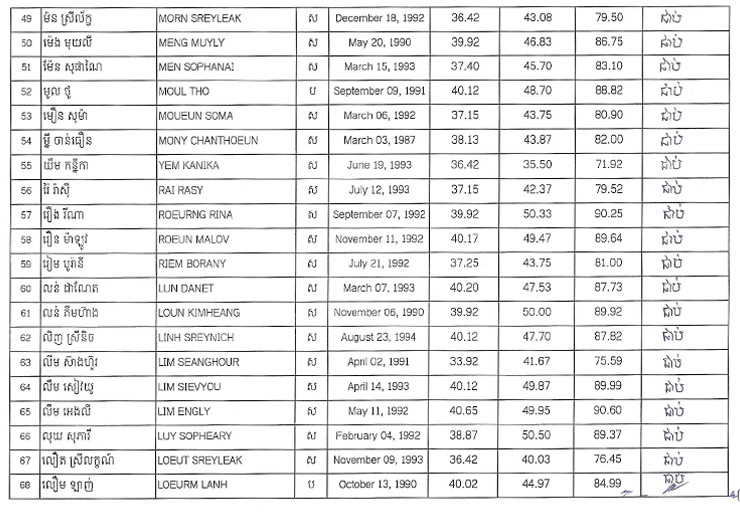 49 ម៉ន ស្រីល័ក្ខ MORN SREYLEAK ស December 18, 1992 36.42 43.08 79.50 ជាប់
50 ម៉េង មុយលី MENG MUYLY ស May 20, 1990 39.92 46.83 86.75 ជាប់
51 ម៉ែន សុផាណៃ MEN SOPHANAI ស March 15, 1993 37.40 45.70 83.10 ជាប់
52 មូល ថូ MOUL THO ប September 09, 1991 40.12 48.70 88.82 ជាប់
53 មឿន សុម៉ា MOUEUN SOMA ស March 06, 1992 37.15 43.75 80.90 ជាប់
54 ម្នី ចាន់ធឿន MONY CHANTHOEUN ស March 03, 1987 38.13 43.87 82.00 ជាប់
55 យឹម កន្នីកា YEM KANIKA ស June 19, 1993 36.42 35.50 71.92 ជាប់
56 រ៉ៃ រ៉ាស៊ី RAI RASY ស July 12, 1993 37.15 42.37 79.52 ជាប់
57 រឿង រីណា ROEURNG RINA ស September 07, 1992 39.92 50.33 90.25 ជាប់
58 រឿន ម៉ាឡូវ ROEUN MALOV ស November 11, 1992 40.17 49.47 89.64 ជាប់
59 រៀម បូរ៉ានី RIEM BORANY ស July 21, 1992 37.25 43.75 81.00 ជាប់
60 លន់ ដាណែត LUN DANET ស March 07, 1993 40.20 47.53 87.73 ជាប់
61 លន់ គីមហ៊ាង LOUN KIMHEANG ស November 06, 1990 39.92 50.00 89.92 ជាប់
62 លិញ ស្រីនិច LINH SREYNICH ស August 23, 1994 40.12 47.70 87.82 ជាប់
63 លឹម ស៊ាងហ៊ួរ LIM SEANGHOUR ស April 02, 1991 33.92 41.67 75.59 ជាប់
64 លឹម សៀវយូ LIM SIEVYOU ស April 14, 1993 40.12 49.87 89.99 ជាប់
65 លឹម អេងលី LIM ENGLY ស May 11, 1992 40.65 49.95 90.60 ជាប់
66 លុយ សុភាវី LUY SOPHEARY ស February 04, 1992 38.87 50.50 89.37 ជាប់
67 លឿត ស្រីលក្ខណ៍ LOEUT SREYLEAK ស November 09, 1993 36.42 40.03 76.45 ជាប់
68 លឿម ឡាញ់ LOEURM LANH ប October 13, 1990 40.02 44.97 84.99 ជាប់